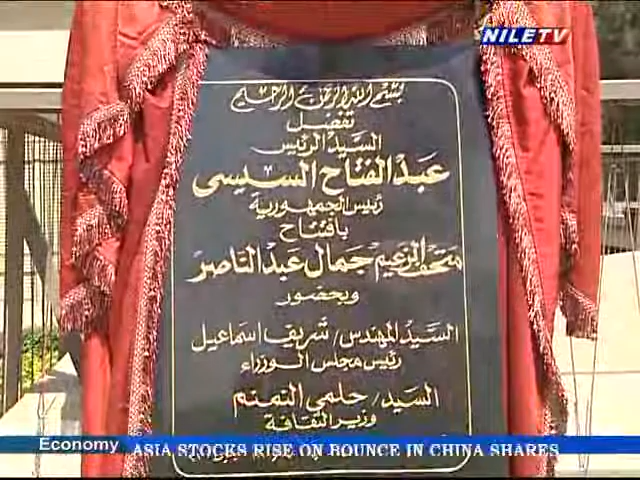 NILETV
بسم الله الرحمن الرحيم
تفضل
السيد الرئيس
عبد الفتاح السيسي
رئيس الجمهورية
بافتتاح
متحف الزعيم جمال عبد الناصر
وبحضور
السيد المهندس/ شريف اسماعيل
رئيس مجلس الوزراء
السيد/ حلمي النمنم
وزير الثقافة
Economy ASIA STOCKS RISE ON BOUNCE IN CHINA SHARES